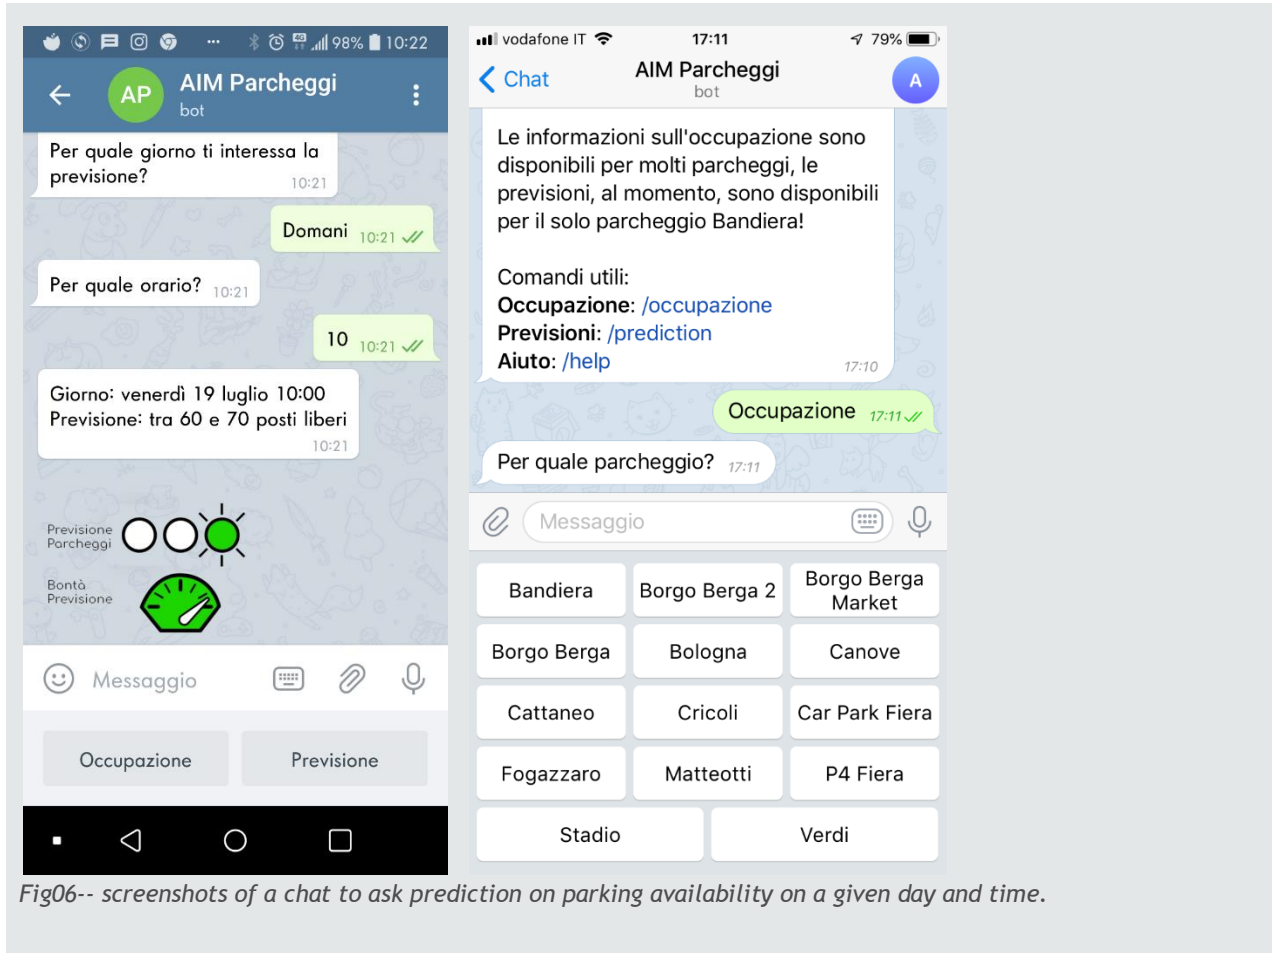 98% 10:22
AP
AIM Parcheggi
bot
Per quale giorno ti interessa la
previsione?
10:21
Domani 10:21
Per quale orario? 10:21
10 10:21
Giorno: venerdì 19 luglio 10:00
Previsione: tra 60 e 70 posti liberi
10:21
Previsione
Parcheggi
Bontà
Previsione
Messaggio
Occupazione Previsione
vodafone IT 17:11 79%
Chat AIM Parcheggi A
bot
Le informazioni sull'occupazione sono
disponibili per molti parcheggi, le
previsioni, al momento, sono disponibili
per il solo parcheggio Bandiera!
Comandi utili:
Occupazione: /occupazione
Previsioni: /prediction
Aiuto: /help
17:10
Occupazione 17:11
Per quale parcheggio? 17:11
Messaggio
Bandiera Borgo Berga 2 Borgo Berga
Market
Borgo Berga Bologna Canove
Cattaneo Cricoli Car Park Fiera
Fogazzaro Matteotti P4 Fiera
Stadio Verdi
Fig06-- screenshots of a chat to ask prediction on parking availability on a given day and time.